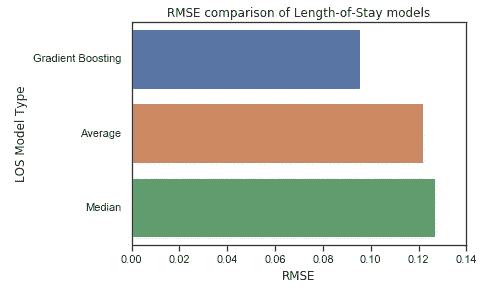 RMSE comparison of Length-of-Stay models
Gradient Boosting
Average
Median
LOS Model Type
0.00 0.02 0.04 0.06 0.08 0.10 0.12 0.14
RMSE